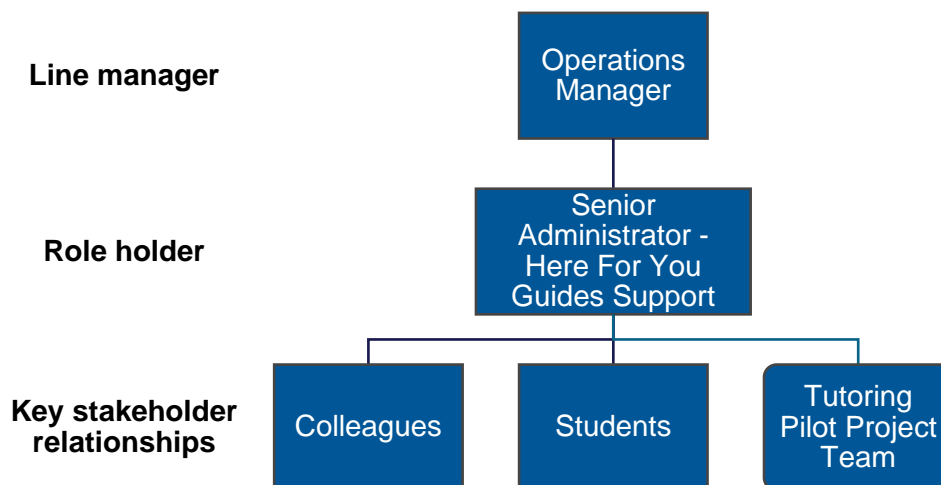 Line manager
Operations
Manager
Role holder
Senior
Administrator -
Here For You
Guides Support
Key stakeholder
relationships
Colleagues
Students
Tutoring
Pilot Project
Team